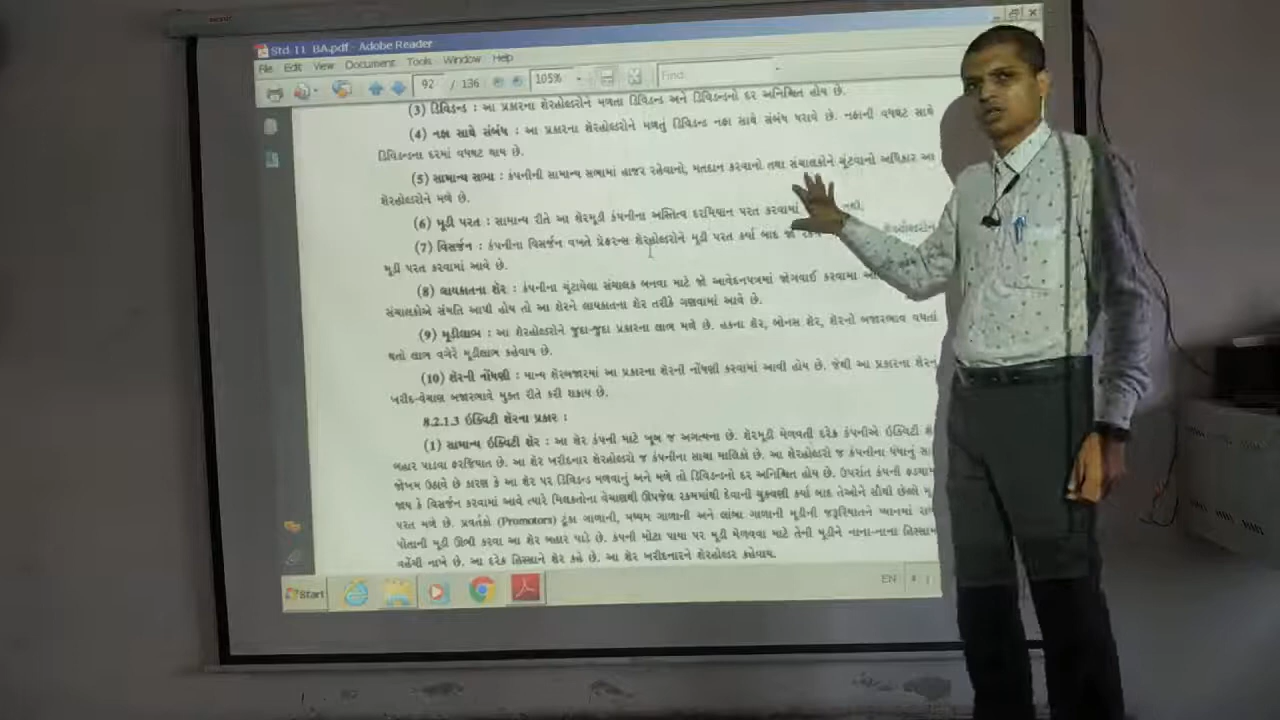 Std. 11 BA.pdf - Adobe Reader
File Edit View Document Tools Window Help
92 / 136 105% Find
(3) ડિવિડન્ડ : આ પ્રકારના શેરહોલ્ડરોને મળતા ડિવિડન્ડ અને ડિવિડન્ડનો દર અનિશ્ચિત હોય છે.
(4) નફા સાથે સંબંધ : આ પ્રકારના શેરહોલ્ડરોને મળતું ડિવિડન્ડ નફા સાથે સંબંધ ધરાવે છે. નફાની વધઘટ સાથે
ડિવિડન્ડના દરમાં વધઘટ થાય છે.
(5) સામાન્ય સભા : કંપનીની સામાન્ય સભામાં હાજર રહેવાનો, મતદાન કરવાનો તથા સંચાલકોને ચૂંટવાનો અધિકાર આ
શેરહોલ્ડરોને મળે છે.
(6) મૂડી પરત : સામાન્ય રીતે આ શેરમૂડી કંપનીના અસ્તિત્વ દરમિયાન પરત કરવામાં નથી.
(7) વિસર્જન : કંપનીના વિસર્જન વખતે પ્રેફરન્સ શેરહોલ્ડરોને મૂડી પરત કર્યા બાદ જો
મૂડી પરત કરવામાં આવે છે.
(8) લાયકાતના શેર : કંપનીના ચૂંટાયેલા સંચાલક બનવા માટે જો આવેદનપત્રમાં જોગવાઈ કરવામાં
સંચાલકોએ સંમતિ આપી હોય તો આ શેરને લાયકાતના શેર તરીકે ગણવામાં આવે છે.
(9) મૂડીલાભ : આ શેરહોલ્ડરોને જુદા-જુદા પ્રકારના લાભ મળે છે. હકના શેર, બોનસ શેર, શેરનો બજારભાવ વધતાં
થતો લાભ વગેરે મૂડીલાભ કહેવાય છે.
(10) શેરની નોંધણી : માન્ય શેરબજારમાં આ પ્રકારના શેરની નોંધણી કરવામાં આવી હોય છે. જેથી આ પ્રકારના શેરનું
ખરીદ-વેચાણ બજારભાવે મુક્ત રીતે કરી શકાય છે.
8.2.1.3 ઇક્વિટી શેરના પ્રકાર :
(1) સામાન્ય ઇક્વિટી શેર : આ શેર કંપની માટે ખૂબ જ અગત્યના છે. શેરમૂડી મેળવતી દરેક કંપનીએ ઇક્વિટી
બહાર પાડવા ફરજિયાત છે. આ શેર ખરીદનાર શેરહોલ્ડરો જ કંપનીના સાચા માલિકો છે. આ શેરહોલ્ડરો જ કંપનીના ધંધાનું
જોખમ ઉઠાવે છે કારણ કે આ શેર પર ડિવિડન્ડ મળવાનું અને મળે તો ડિવિડન્ડનો દર અનિશ્ચિત હોય છે. ઉપરાંત કંપની
જાય કે વિસર્જન કરવામાં આવે ત્યારે મિલકતોના વેચાણથી ઊપજેલ રકમમાંથી દેવાની ચુકવણી કર્યા બાદ તેઓને સૌથી છેલ્લે
પરત મળે છે. પ્રવર્તકો (Promotors) ટૂંકા ગાળાની, મધ્યમ ગાળાની અને લાંબા ગાળાની મૂડીની જરૂરિયાતને ધ્યાનમાં
પોતાની મૂડી ઊભી કરવા આ શેર બહાર પાડે છે. કંપની મોટા પાયા પર મૂડી મેળવવા માટે તેની મૂડીને નાના-નાના હિસ્સામાં
વહેંચી નાખે છે. આ દરેક હિસ્સાને શેર કહે છે. આ શેર ખરીદનારને શેરહોલ્ડર કહેવાય.
Start
EN